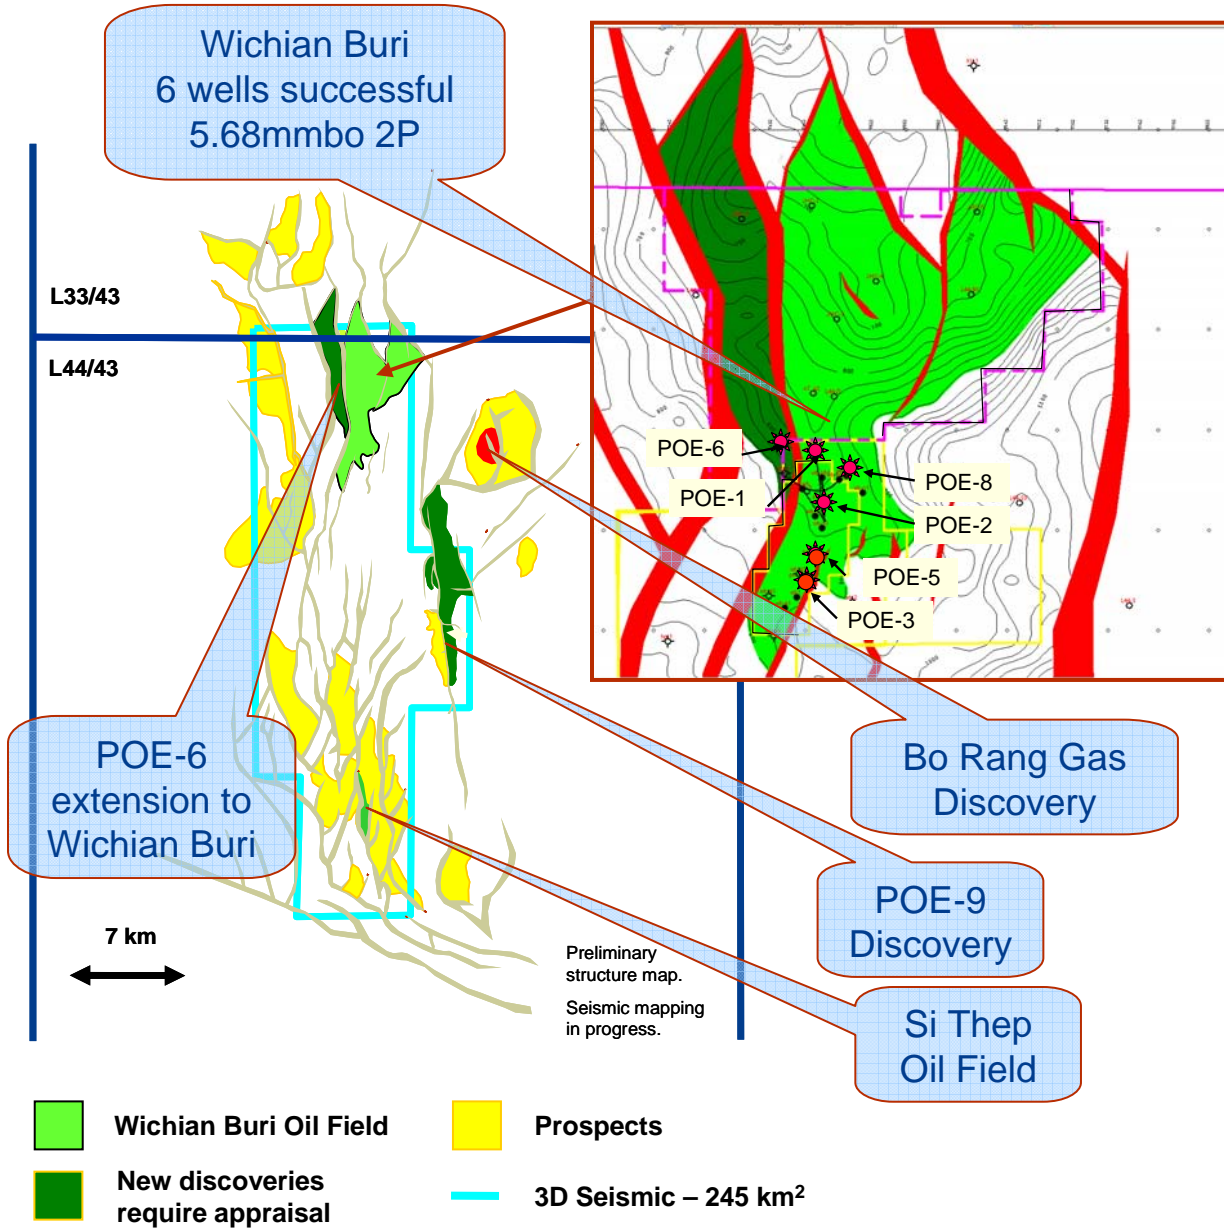 Wichian Buri
6 wells successful
5.68mmbo 2P
L33/43
L44/43
POE-6
POE-1
POE-8
POE-2
POE-5
POE-3
POE-6
extension to
Wichian Buri
Bo Rang Gas
Discovery
POE-9
Discovery
Si Thep
Oil Field
7 km
Preliminary
structure map.
Seismic mapping
in progress.
Wichian Buri Oil Field
Prospects
New discoveries
require appraisal
3D Seismic – 245 km²